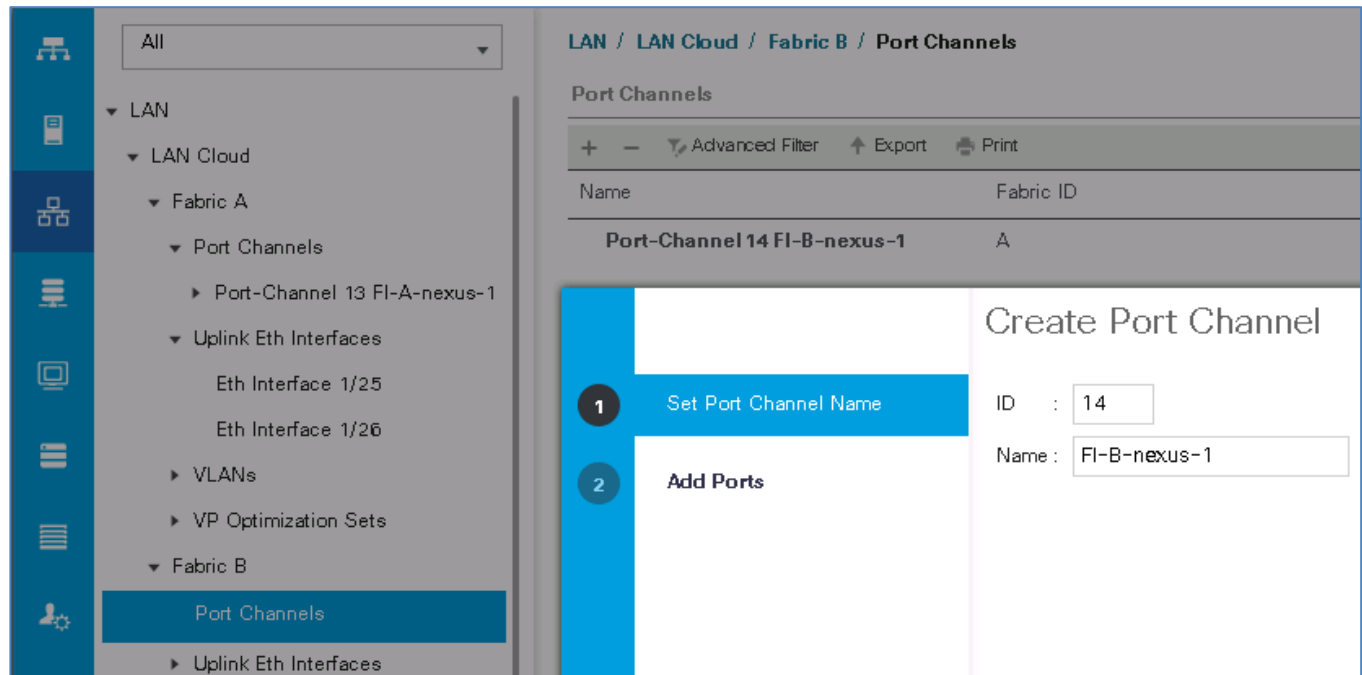 All
LAN
LAN Cloud
Fabric A
Port Channels
Port-Channel 13 FI-A-nexus-1
Uplink Eth Interfaces
Eth Interface 1/25
Eth Interface 1/26
VLANs
VP Optimization Sets
Fabric B
Port Channels
Uplink Eth Interfaces
LAN / LAN Cloud / Fabric B / Port Channels
Port Channels
+ − Advanced Filter Export Print
Name Fabric ID
Port-Channel 14 FI-B-nexus-1 A
Create Port Channel
1 Set Port Channel Name
2 Add Ports
ID : 14
Name : FI-B-nexus-1